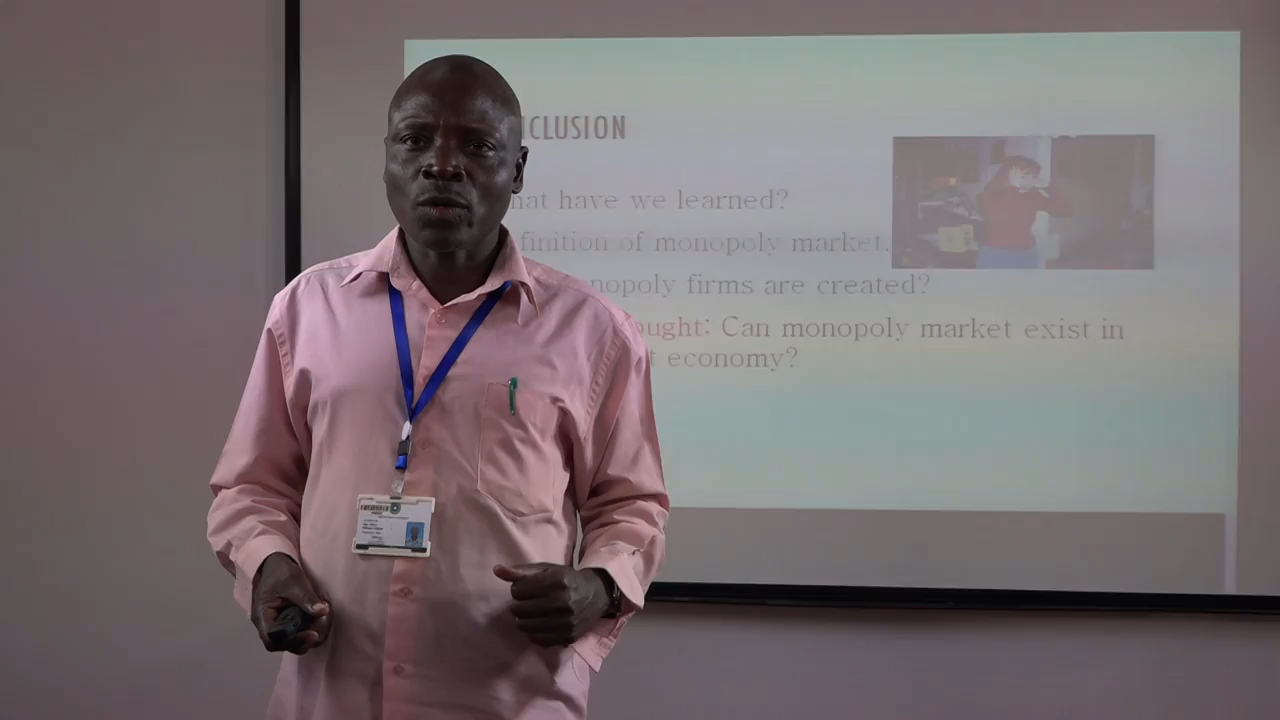 NCLUSION
hat have we learned?
finition of monopoly market.
nopoly firms are created?
ought: Can monopoly market exist in
t economy?